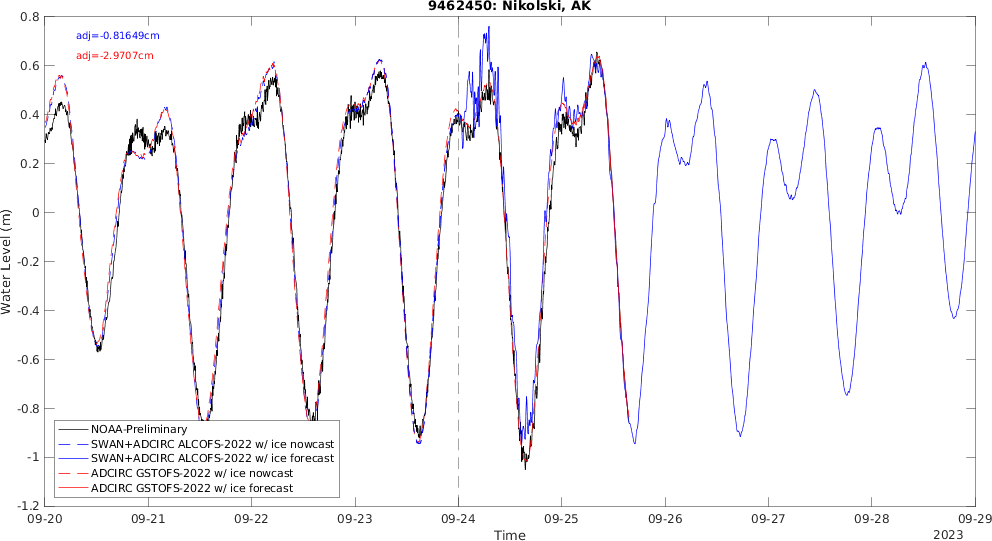 9462450: Nikolski, AK
adj=-0.81649cm
adj=-2.9707cm
Water Level (m)
0.8
0.6
0.4
0.2
0
-0.2
-0.4
-0.6
-0.8
-1
-1.2
NOAA-Preliminary
SWAN+ADCIRC ALCOFS-2022 w/ ice nowcast
SWAN+ADCIRC ALCOFS-2022 w/ ice forecast
ADCIRC GSTOFS-2022 w/ ice nowcast
ADCIRC GSTOFS-2022 w/ ice forecast
09-20 09-21 09-22 09-23 09-24 09-25 09-26 09-27 09-28 09-29
Time
2023